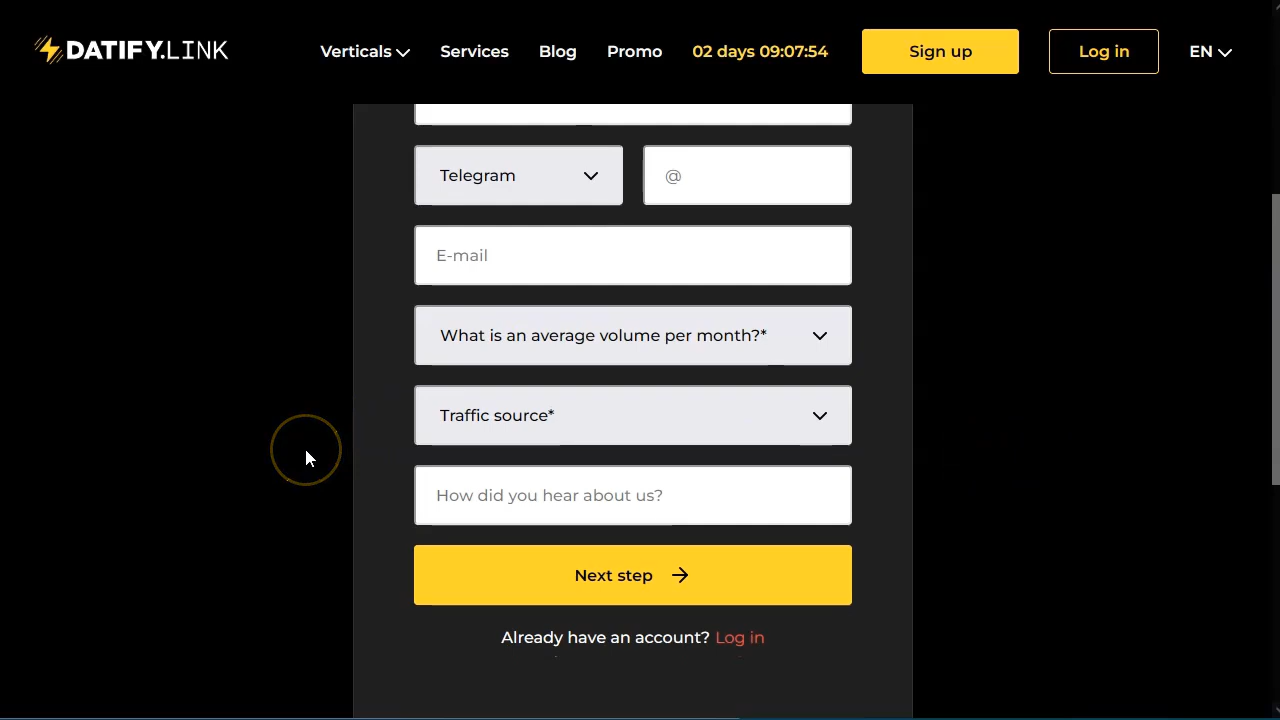 DATIFY.LINK
Verticals
Services
Blog
Promo
02 days 09:07:54
Sign up
Log in
EN
Telegram
@
E-mail
What is an average volume per month?*
Traffic source*
How did you hear about us?
Next step
Already have an account? Log in